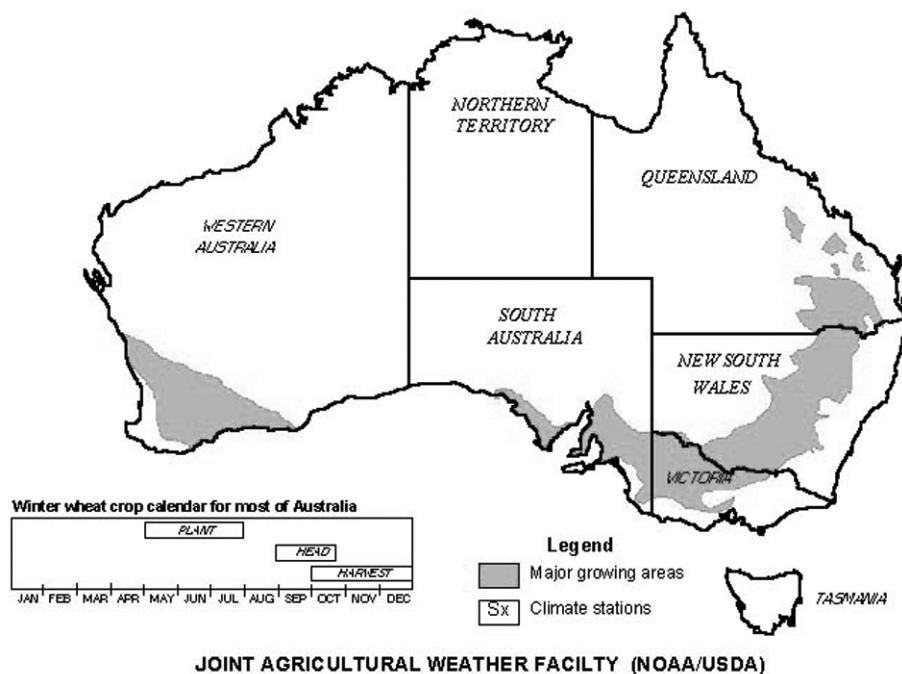 NORTHERN
TERRITORY
QUEENSLAND
WESTERN
AUSTRALIA
SOUTH
AUSTRALIA
NEW SOUTH
WALES
VICTORIA
Winter wheat crop calendar for most of Australia
PLANT
HEAD
HARVEST
JAN FEB MAR APR MAY JUN JUL AUG SEP OCT NOV DEC
Legend
Major growing areas
Sx Climate stations
TASMANIA
JOINT AGRICULTURAL WEATHER FACILTY (NOAA/USDA)